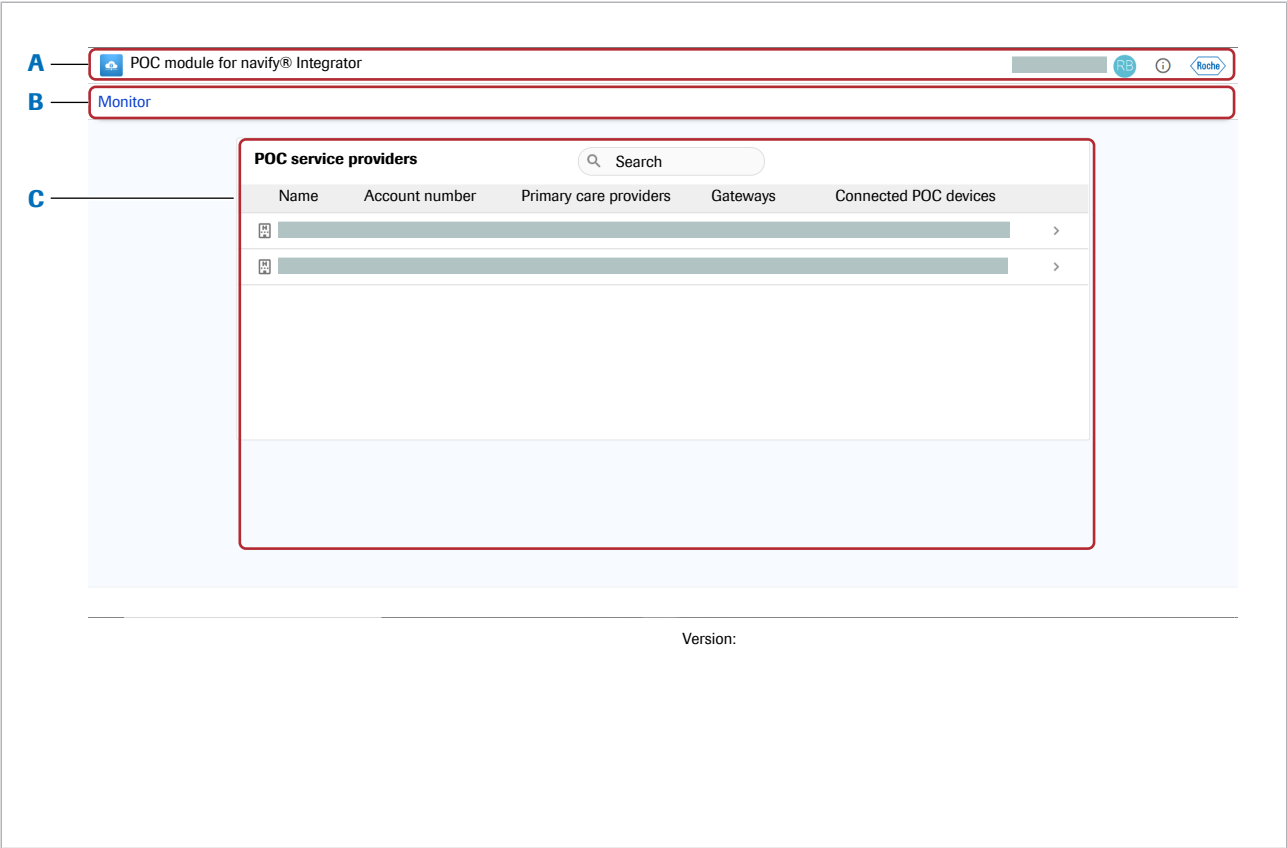 A
POC module for navify® Integrator
RB
Roche
B
Monitor
POC service providers
Search
C
Name Account number Primary care providers Gateways Connected POC devices
H
H
Version: